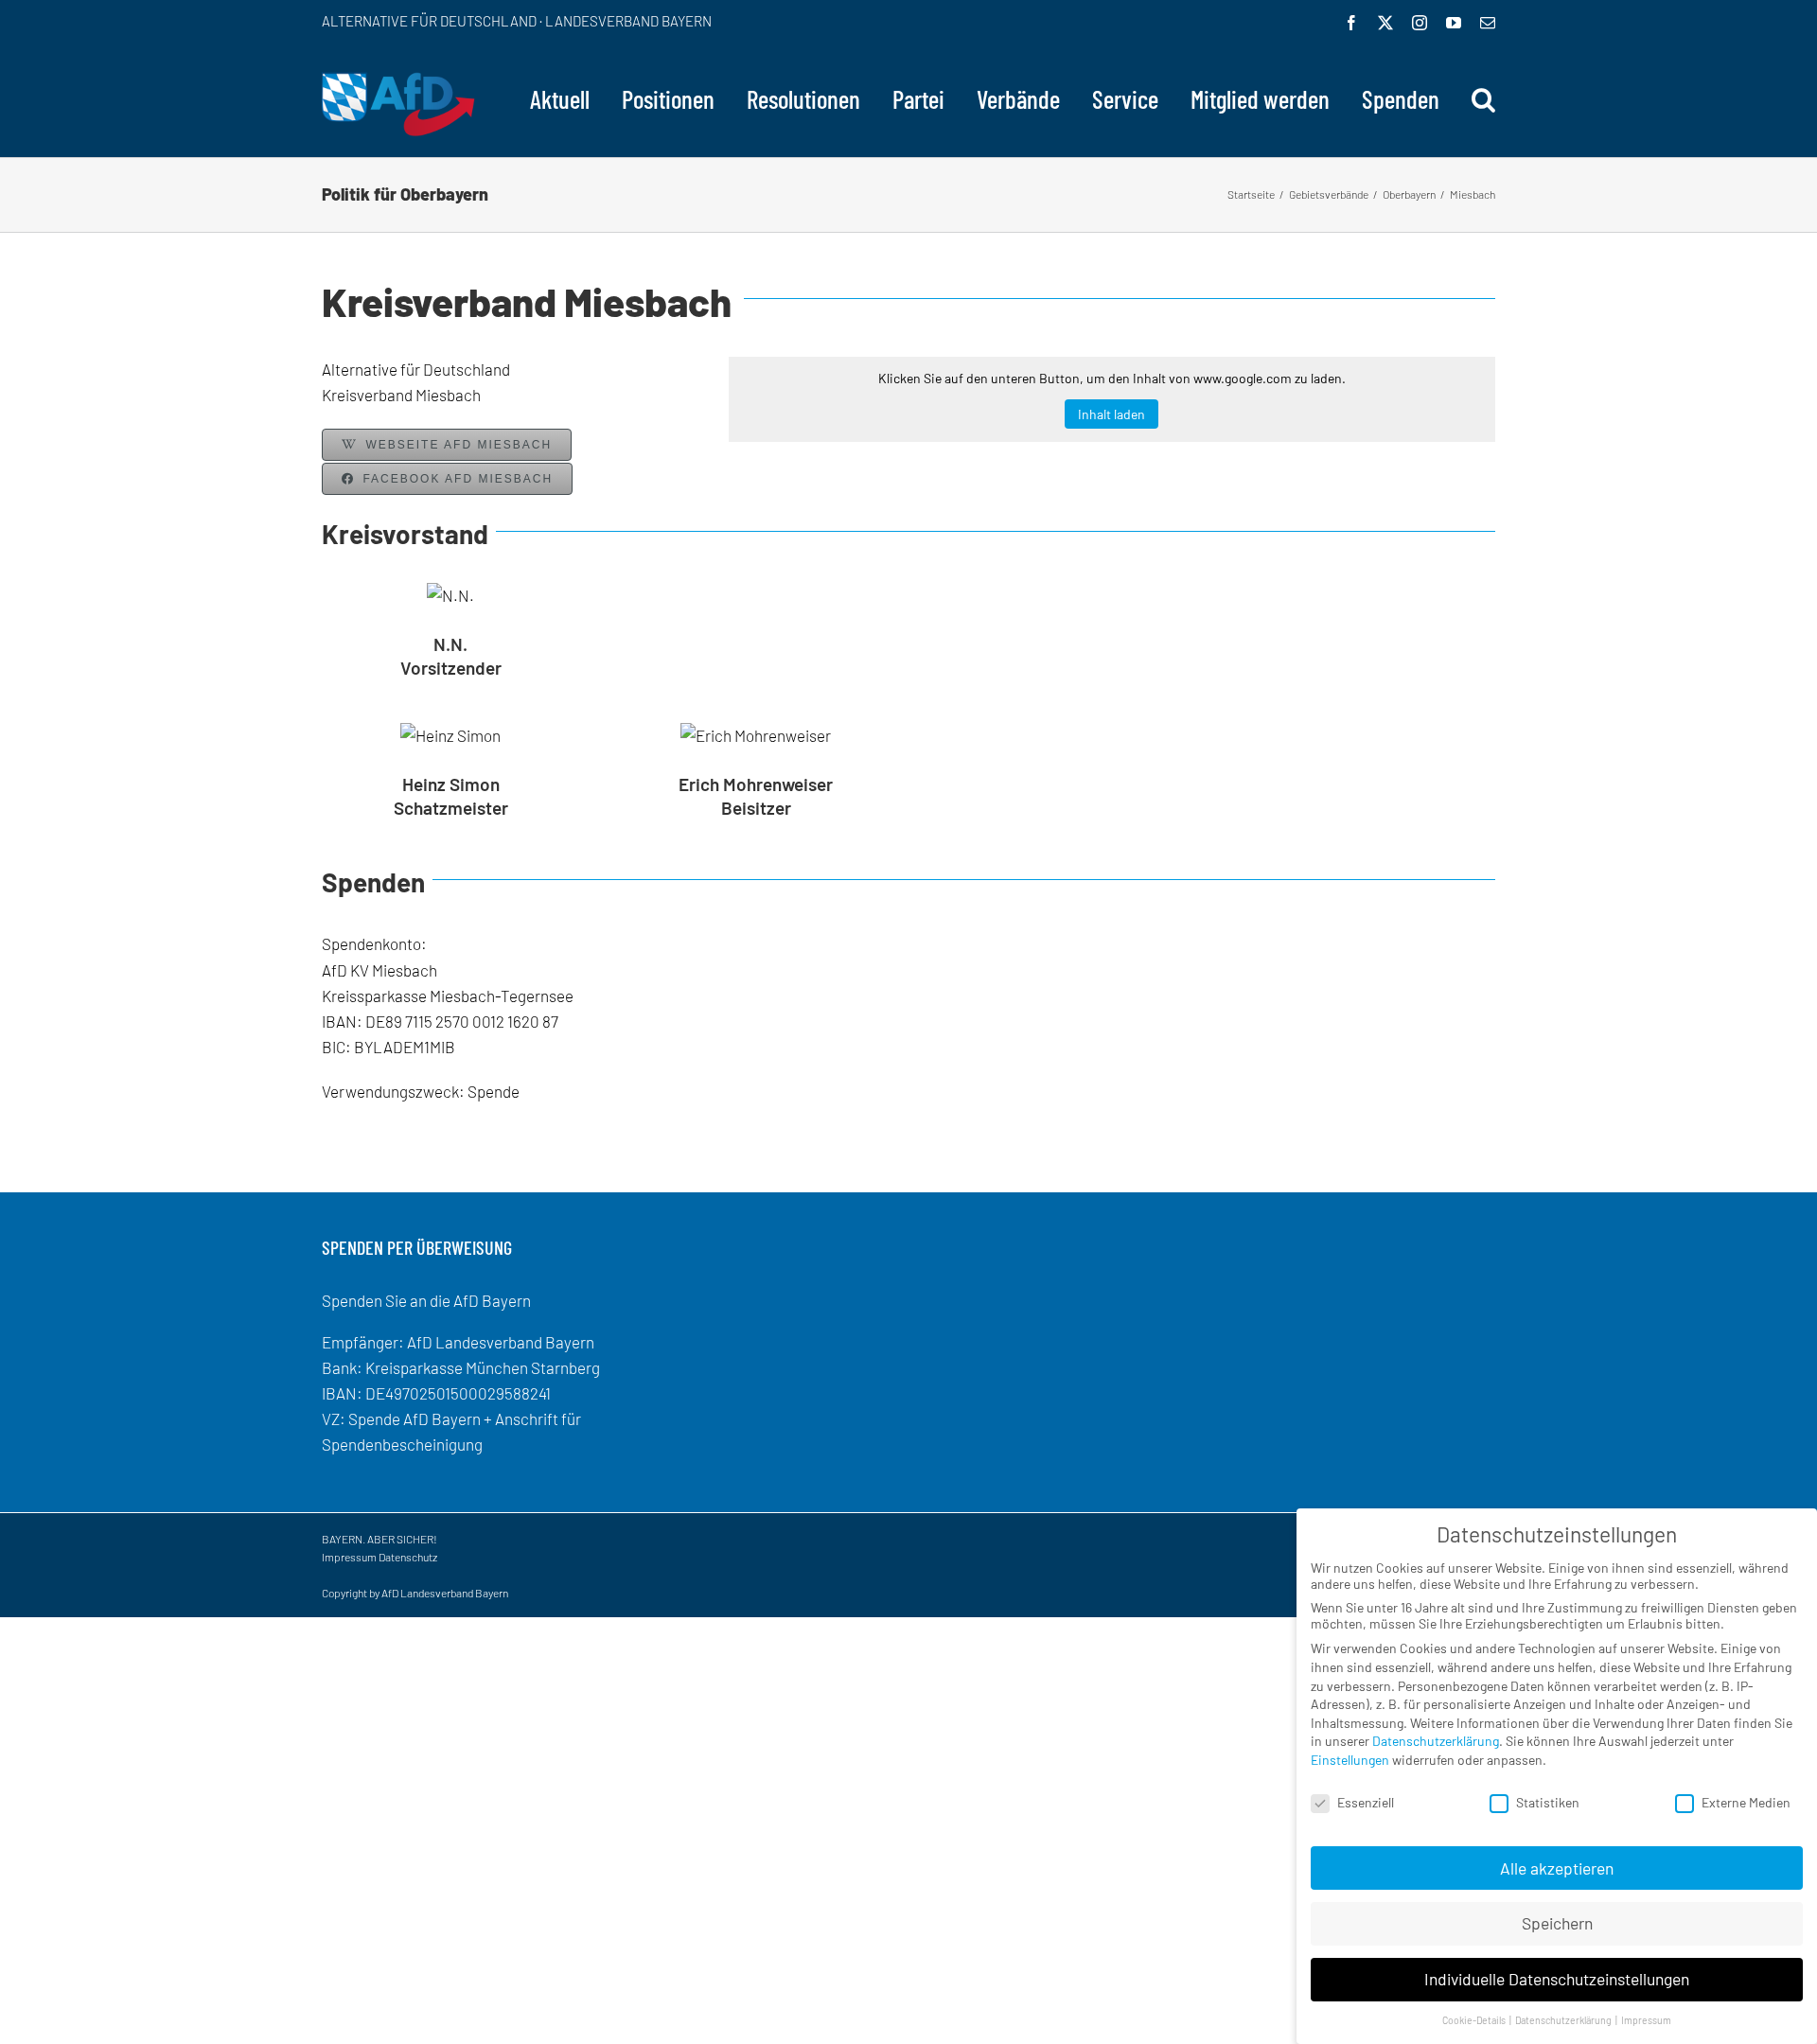 ALTERNATIVE FÜR DEUTSCHLAND · LANDESVERBAND BAYERN
AfD
Aktuell Positionen Resolutionen Partei Verbände Service Mitglied werden Spenden
Politik für Oberbayern
Startseite / Gebietsverbände / Oberbayern / Miesbach
Kreisverband Miesbach
Alternative für Deutschland
Kreisverband Miesbach
WEBSEITE AFD MIESBACH
FACEBOOK AFD MIESBACH
Klicken Sie auf den unteren Button, um den Inhalt von www.google.com zu laden.
Inhalt laden
Kreisvorstand
N.N.
N.N.
Vorsitzender
Heinz Simon
Heinz Simon
Schatzmeister
Erich Mohrenweiser
Erich Mohrenweiser
Beisitzer
Spenden
Spendenkonto:
AfD KV Miesbach
Kreissparkasse Miesbach-Tegernsee
IBAN: DE89 7115 2570 0012 1620 87
BIC: BYLADEM1MIB
Verwendungszweck: Spende
SPENDEN PER ÜBERWEISUNG
Spenden Sie an die AfD Bayern
Empfänger: AfD Landesverband Bayern
Bank: Kreisparkasse München Starnberg
IBAN: DE49702501500029588241
VZ: Spende AfD Bayern + Anschrift für
Spendenbescheinigung
BAYERN. ABER SICHER!
Impressum Datenschutz
Copyright by AfD Landesverband Bayern
Datenschutzeinstellungen
Wir nutzen Cookies auf unserer Website. Einige von ihnen sind essenziell, während
andere uns helfen, diese Website und Ihre Erfahrung zu verbessern.
Wenn Sie unter 16 Jahre alt sind und Ihre Zustimmung zu freiwilligen Diensten geben
möchten, müssen Sie Ihre Erziehungsberechtigten um Erlaubnis bitten.
Wir verwenden Cookies und andere Technologien auf unserer Website. Einige von
ihnen sind essenziell, während andere uns helfen, diese Website und Ihre Erfahrung
zu verbessern. Personenbezogene Daten können verarbeitet werden (z. B. IP-
Adressen), z. B. für personalisierte Anzeigen und Inhalte oder Anzeigen- und
Inhaltsmessung. Weitere Informationen über die Verwendung Ihrer Daten finden Sie
in unserer Datenschutzerklärung. Sie können Ihre Auswahl jederzeit unter
Einstellungen widerrufen oder anpassen.
Essenziell Statistiken Externe Medien
Alle akzeptieren
Speichern
Individuelle Datenschutzeinstellungen
Cookie-Details | Datenschutzerklärung | Impressum